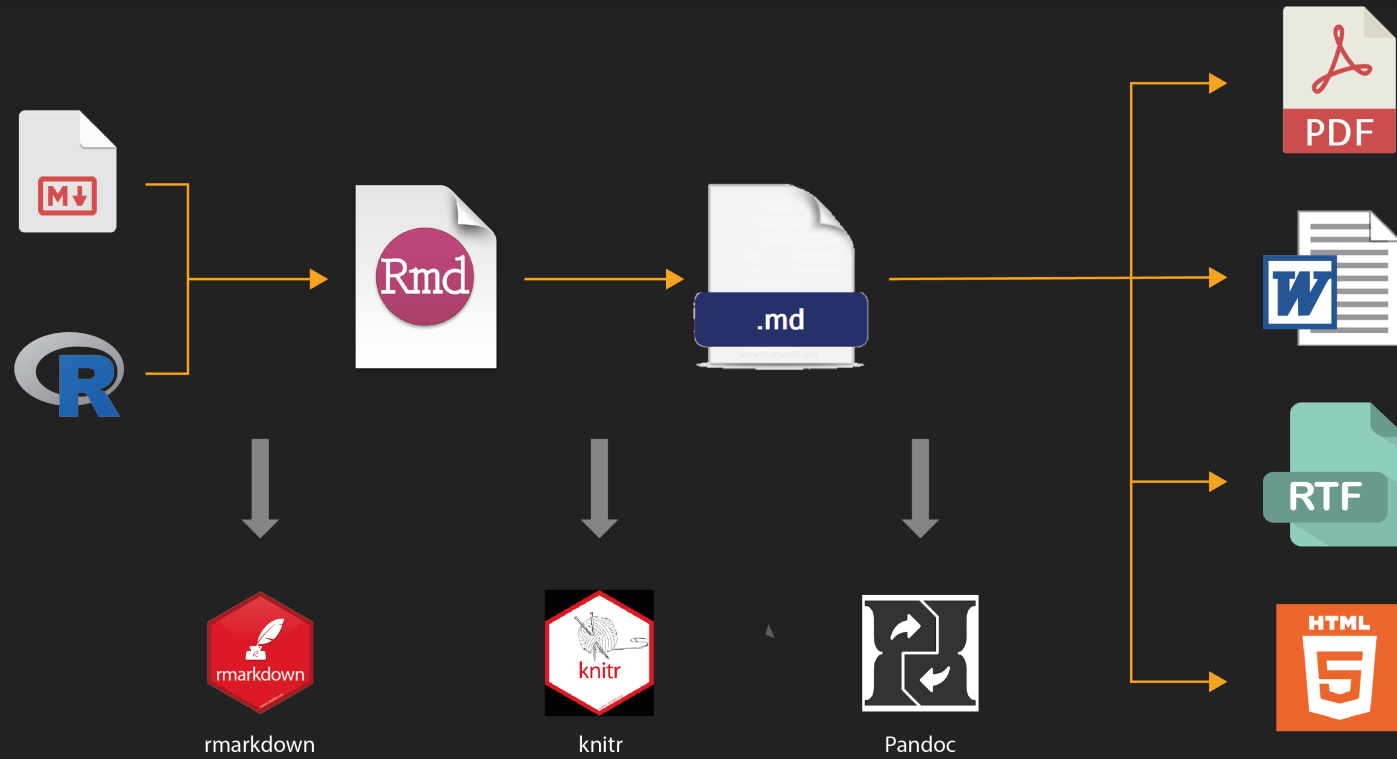 PDF
M
Rmd
.md
W
R
RTF
HTML
5
rmarkdown
knitr
rmarkdown
knitr
Pandoc